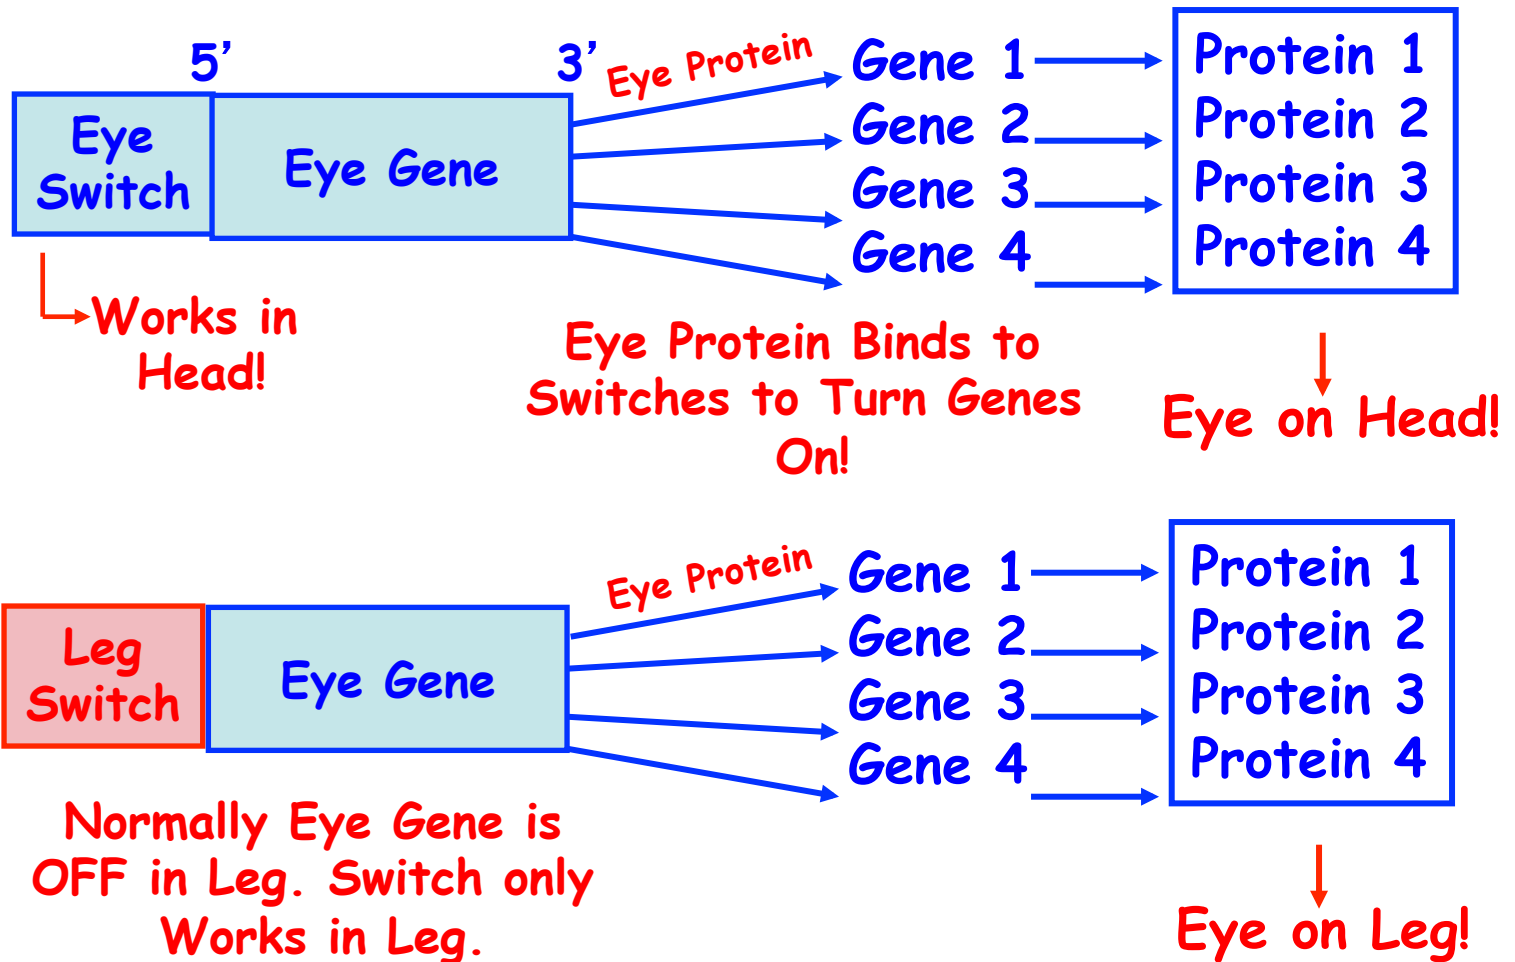 5’
3’
Eye
Switch
Eye Gene
Eye Protein
Gene 1
Gene 2
Gene 3
Gene 4
Protein 1
Protein 2
Protein 3
Protein 4
Works in
Head!
Eye Protein Binds to
Switches to Turn Genes
On!
Eye on Head!
Leg
Switch
Eye Gene
Eye Protein
Gene 1
Gene 2
Gene 3
Gene 4
Protein 1
Protein 2
Protein 3
Protein 4
Normally Eye Gene is
OFF in Leg. Switch only
Works in Leg.
Eye on Leg!